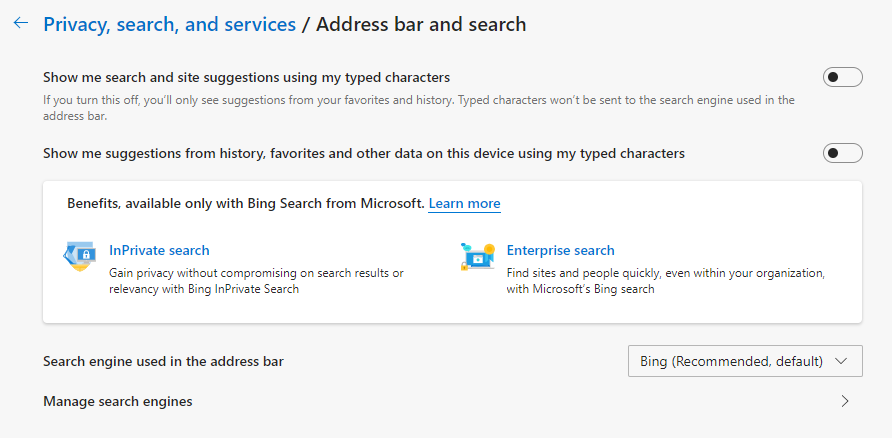 Privacy, search, and services / Address bar and search
Show me search and site suggestions using my typed characters
If you turn this off, you'll only see suggestions from your favorites and history. Typed characters won't be sent to the search engine used in the
address bar.
Show me suggestions from history, favorites and other data on this device using my typed characters
Benefits, available only with Bing Search from Microsoft. Learn more
InPrivate search
Gain privacy without compromising on search results or
relevancy with Bing InPrivate Search
Enterprise search
Find sites and people quickly, even within your organization,
with Microsoft's Bing search
Search engine used in the address bar
Bing (Recommended, default)
Manage search engines